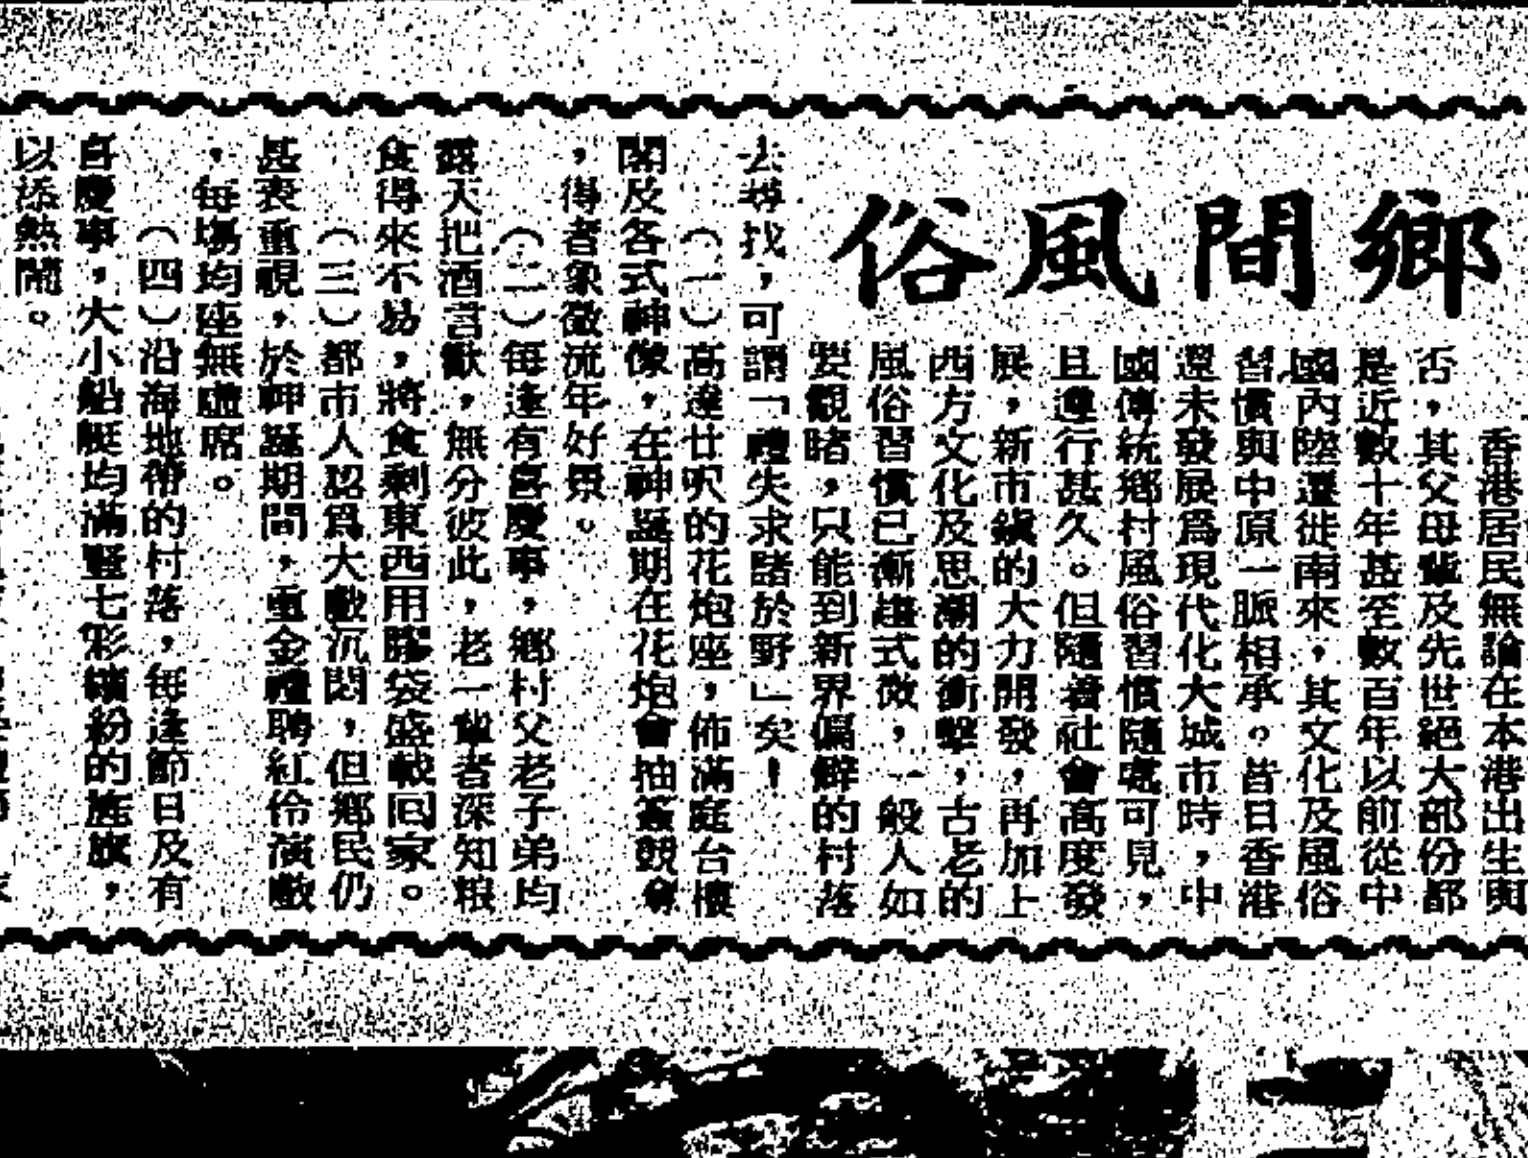 鄉間風俗
香港居民無論在本港出生與
否，其父母輩及先世絕大部份都
是近數十年甚至數百年以前從中
國內陸遷徙南來，其文化及風俗
習慣與中原一脈相承。昔日香港
還未發展爲現代化大城市時，中
國傳統鄉村風俗習慣隨處可見，
且遵行甚久。但隨着社會高度發
展，新市鎮的大力開發，再加上
西方文化及思潮的衝擊，古老的
風俗習慣已漸趨式微，一般人如
要觀睹，只能到新界偏僻的村落
去尋找，可謂「禮失求諸於野」矣！
（一）高達廿呎的花炮座，佈滿庭台樓
閣及各式神像，在神誕期在花炮會抽簽競奪
，得者象徵流年好景。
（二）每逢有喜慶事，鄉村父老子弟均
露天把酒言歡，無分彼此，老一輩者深知粮
食得來不易，將食剩東西用膠袋盛載囘家。
（三）都市人認爲大戲沉悶，但鄉民仍
甚表重視，於神誕期間，重金禮聘紅伶演戲
，每塲均座無虛席。
（四）沿海地帶的村落，每逢節日及有
喜慶事，大小船艇均滿豎七彩繽紛的旌旗，
以添熱鬧。